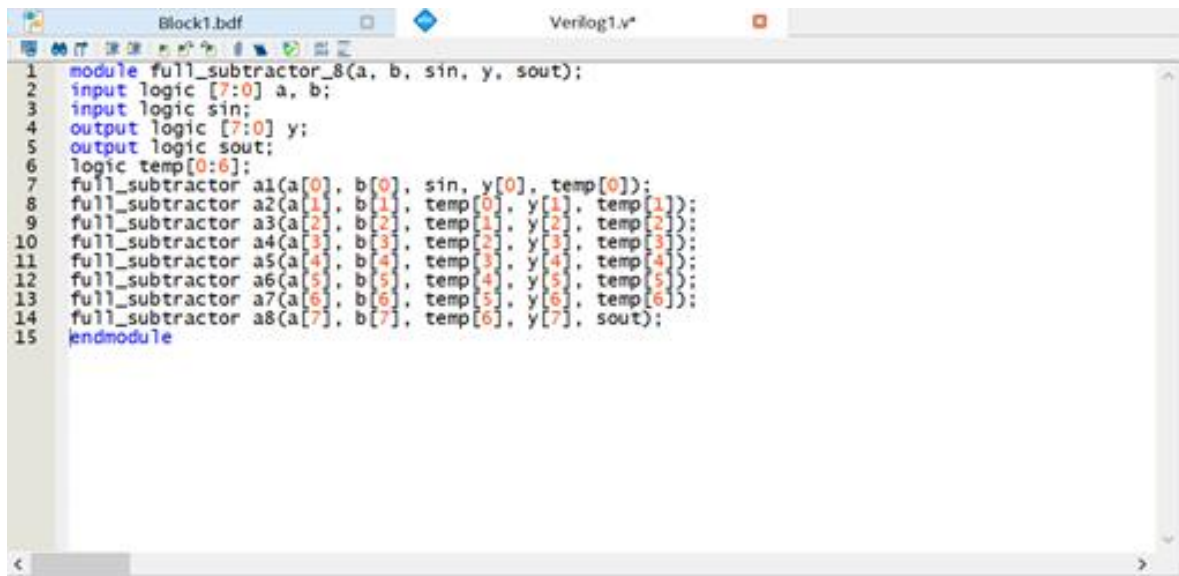 Block1.bdf Verilog1.v*
1 module full_subtractor_8(a, b, sin, y, sout);
2 input logic [7:0] a, b;
3 input logic sin;
4 output logic [7:0] y;
5 output logic sout;
6 logic temp[0:6];
7 full_subtractor a1(a[0], b[0], sin, y[0], temp[0]);
8 full_subtractor a2(a[1], b[1], temp[0], y[1], temp[1]);
9 full_subtractor a3(a[2], b[2], temp[1], y[2], temp[2]);
10 full_subtractor a4(a[3], b[3], temp[2], y[3], temp[3]);
11 full_subtractor a5(a[4], b[4], temp[3], y[4], temp[4]);
12 full_subtractor a6(a[5], b[5], temp[4], y[5], temp[5]);
13 full_subtractor a7(a[6], b[6], temp[5], y[6], temp[6]);
14 full_subtractor a8(a[7], b[7], temp[6], y[7], sout);
15 endmodule